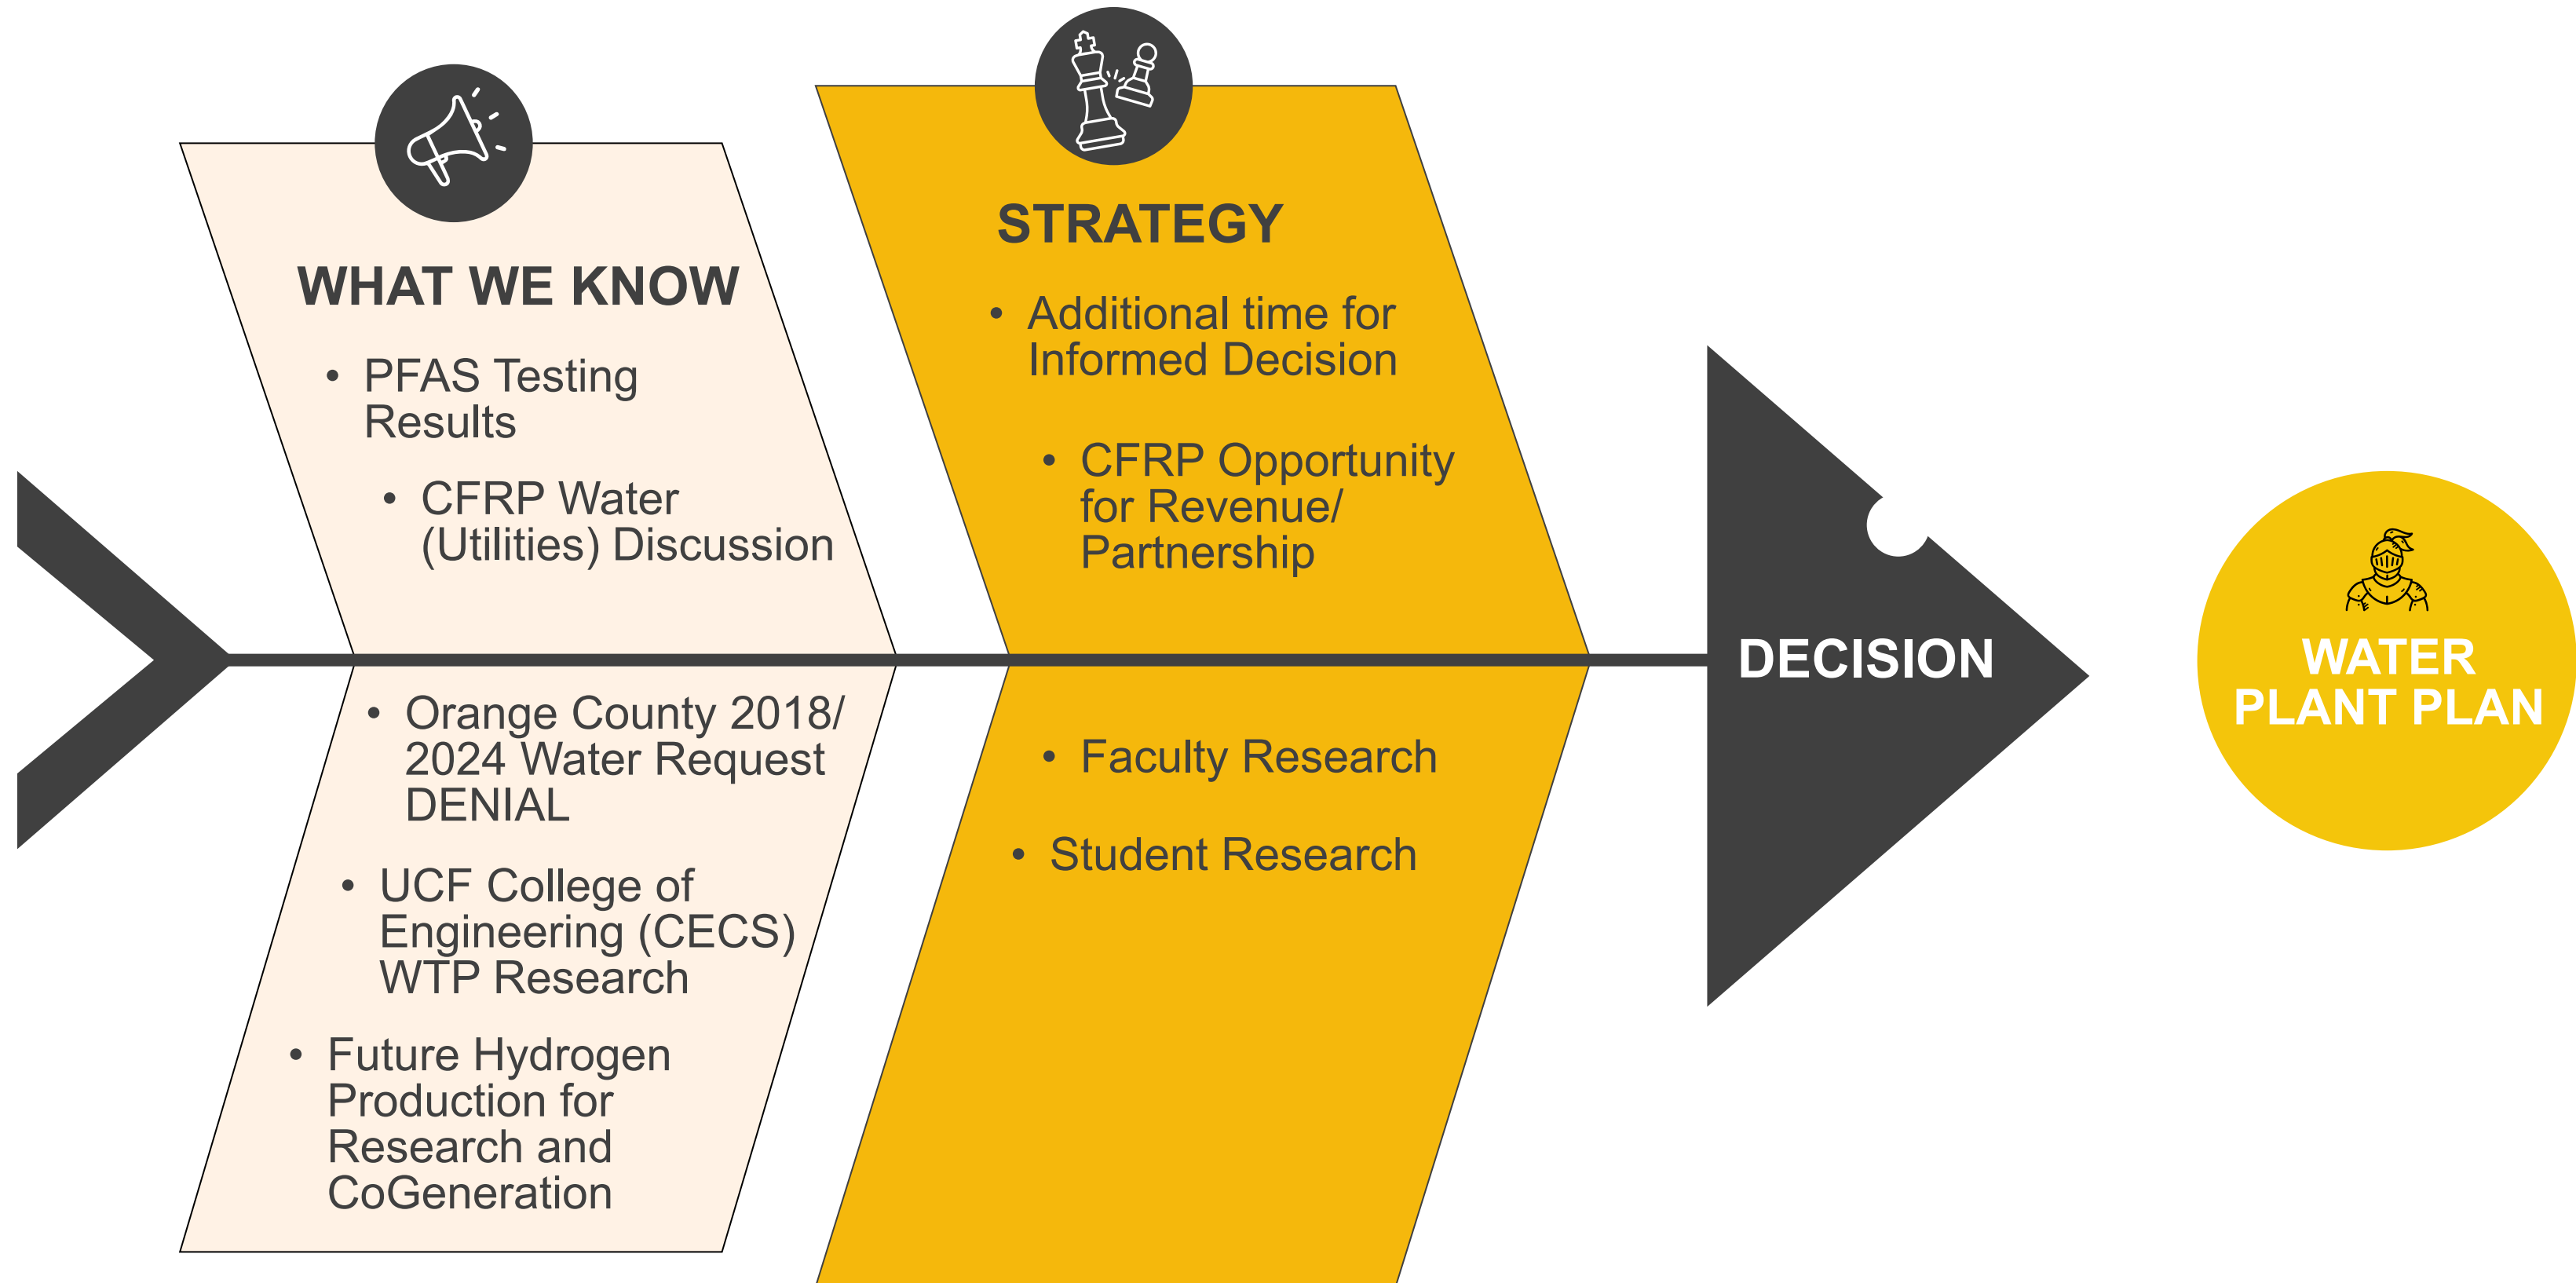 WHAT WE KNOW
• PFAS Testing
Results
• CFRP Water
(Utilities) Discussion
• Orange County 2018/
2024 Water Request
DENIAL
• UCF College of
Engineering (CECS)
WTP Research
• Future Hydrogen
Production for
Research and
CoGeneration
STRATEGY
• Additional time for
Informed Decision
• CFRP Opportunity
for Revenue/
Partnership
• Faculty Research
• Student Research
DECISION
WATER
PLANT PLAN